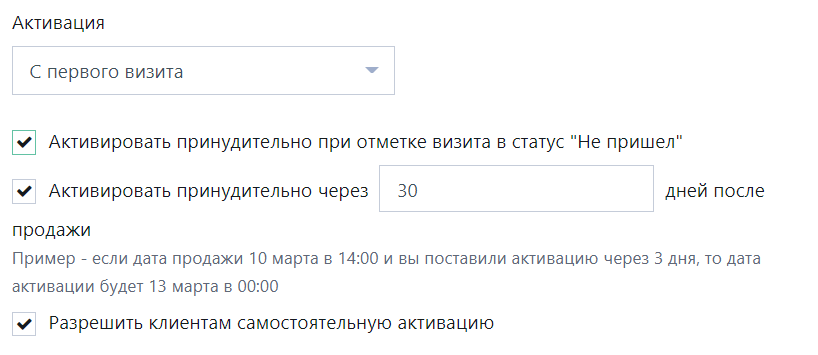 Активация
С первого визита
Активировать принудительно при отметке визита в статус "Не пришел"
Активировать принудительно через 30 дней после
продажи
Пример - если дата продажи 10 марта в 14:00 и вы поставили активацию через 3 дня, то дата
активации будет 13 марта в 00:00
Разрешить клиентам самостоятельную активацию